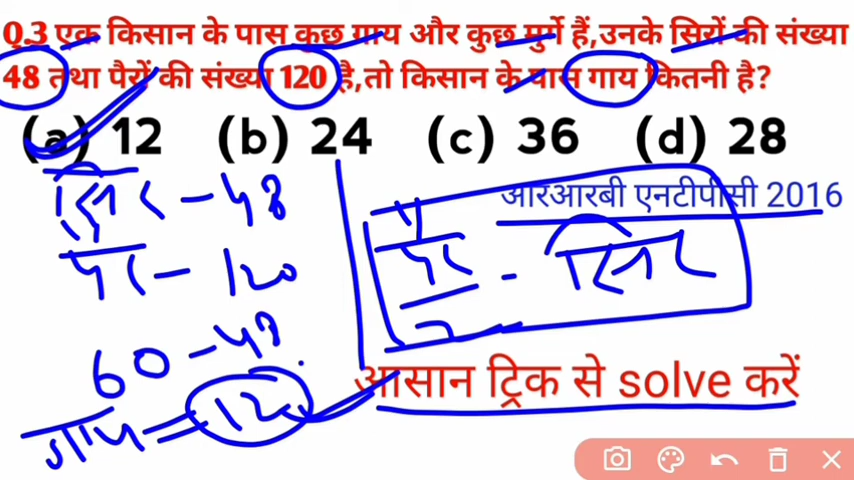 Q.3 एक किसान के पास कुछ गाय और कुछ मुर्गे हैं,उनके सिरों की संख्या
48 तथा पैरों की संख्या 120 है,तो किसान के पास गाय कितनी है?
(a) 12 (b) 24 (c) 36 (d) 28
आरआरबी एनटीपीसी 2016
सिर - 48
पैर - 120
पैर
2
- सिर
60 - 48
गाय = 12
आसान ट्रिक से solve करें